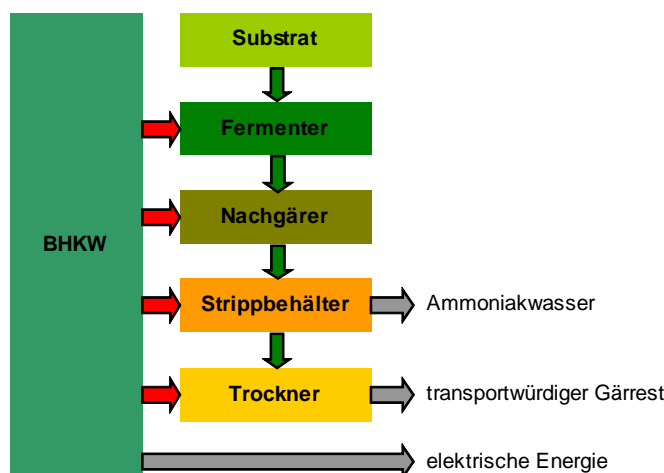 Substrat
Fermenter
Nachgärer
BHKW
Strippbehälter
Ammoniakwasser
Trockner
transportwürdiger Gärrest
elektrische Energie